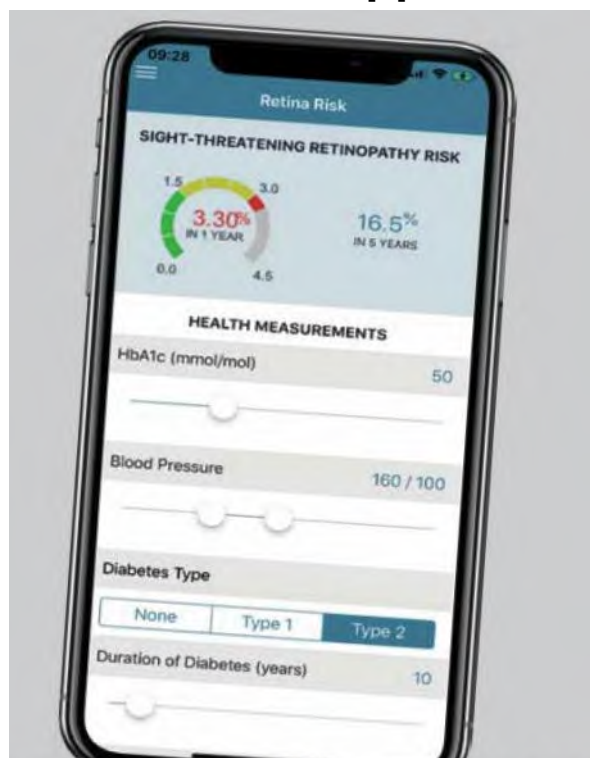 09:28
Retina Risk
SIGHT-THREATENING RETINOPATHY RISK
1.5
3.0
3.30%
IN 1 YEAR
16.5%
IN 5 YEARS
0.0
4.5
HEALTH MEASUREMENTS
HbA1c (mmol/mol) 50
Blood Pressure 160 / 100
Diabetes Type
None Type 1 Type 2
Duration of Diabetes (years) 10